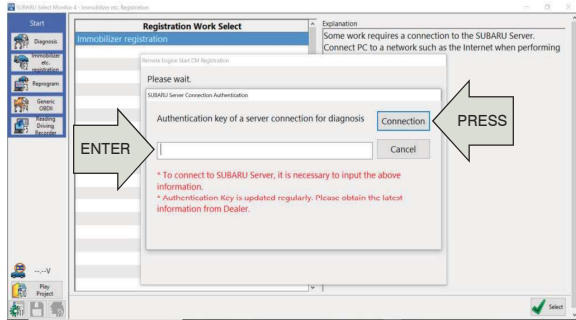 SUBARU Select Monitor 4 - Immobilizer etc. Registration
Start
Diagnosis
Immobilizer
etc.
registration
Reprogram
Generic
OBDII
Reading
Driving
Recorder
--.--V
Play
Project
Registration Work Select
Immobilizer registration
Explanation
Some work requires a connection to the SUBARU Server.
Connect PC to a network such as the Internet when performing
Remote Engine Start CM Registration
Please wait.
SUBARU Server Connection Authentication
Authentication key of a server connection for diagnosis
Connection
Cancel
ENTER
PRESS
* To connect to SUBARU Server, it is necessary to input the above
information.
* Authentication Key is updated regularly. Please obtain the latest
information from Dealer.
Select